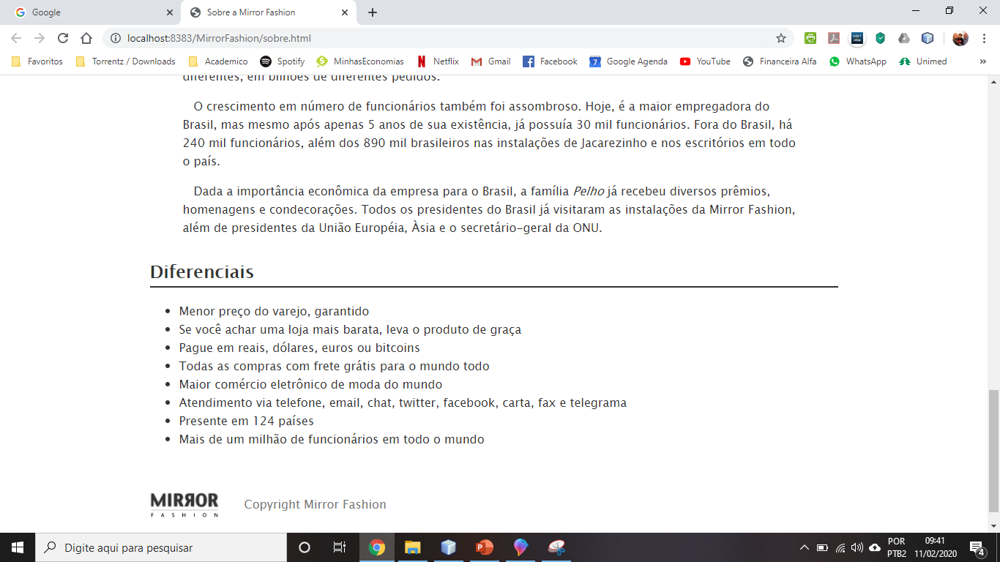 Google
Sobre a Mirror Fashion
localhost:8383/MirrorFashion/sobre.html
Favoritos Torrentz / Downloads Academico Spotify MinhasEconomias Netflix Gmail Facebook Google Agenda YouTube Financeira Alfa WhatsApp Unimed
diferentes, em bilhões de diferentes pedidos.
O crescimento em número de funcionários também foi assombroso. Hoje, é a maior empregadora do
Brasil, mas mesmo após apenas 5 anos de sua existência, já possuía 30 mil funcionários. Fora do Brasil, há
240 mil funcionários, além dos 890 mil brasileiros nas instalações de Jacarezinho e nos escritórios em todo
o país.
Dada a importância econômica da empresa para o Brasil, a família Pelho já recebeu diversos prêmios,
homenagens e condecorações. Todos os presidentes do Brasil já visitaram as instalações da Mirror Fashion,
além de presidentes da União Européia, Àsia e o secretário-geral da ONU.
Diferenciais
• Menor preço do varejo, garantido
• Se você achar uma loja mais barata, leva o produto de graça
• Pague em reais, dólares, euros ou bitcoins
• Todas as compras com frete grátis para o mundo todo
• Maior comércio eletrônico de moda do mundo
• Atendimento via telefone, email, chat, twitter, facebook, carta, fax e telegrama
• Presente em 124 países
• Mais de um milhão de funcionários em todo o mundo
MIRROR
FASHION
Copyright Mirror Fashion
Digite aqui para pesquisar
POR
PTB2
09:41
11/02/2020
4